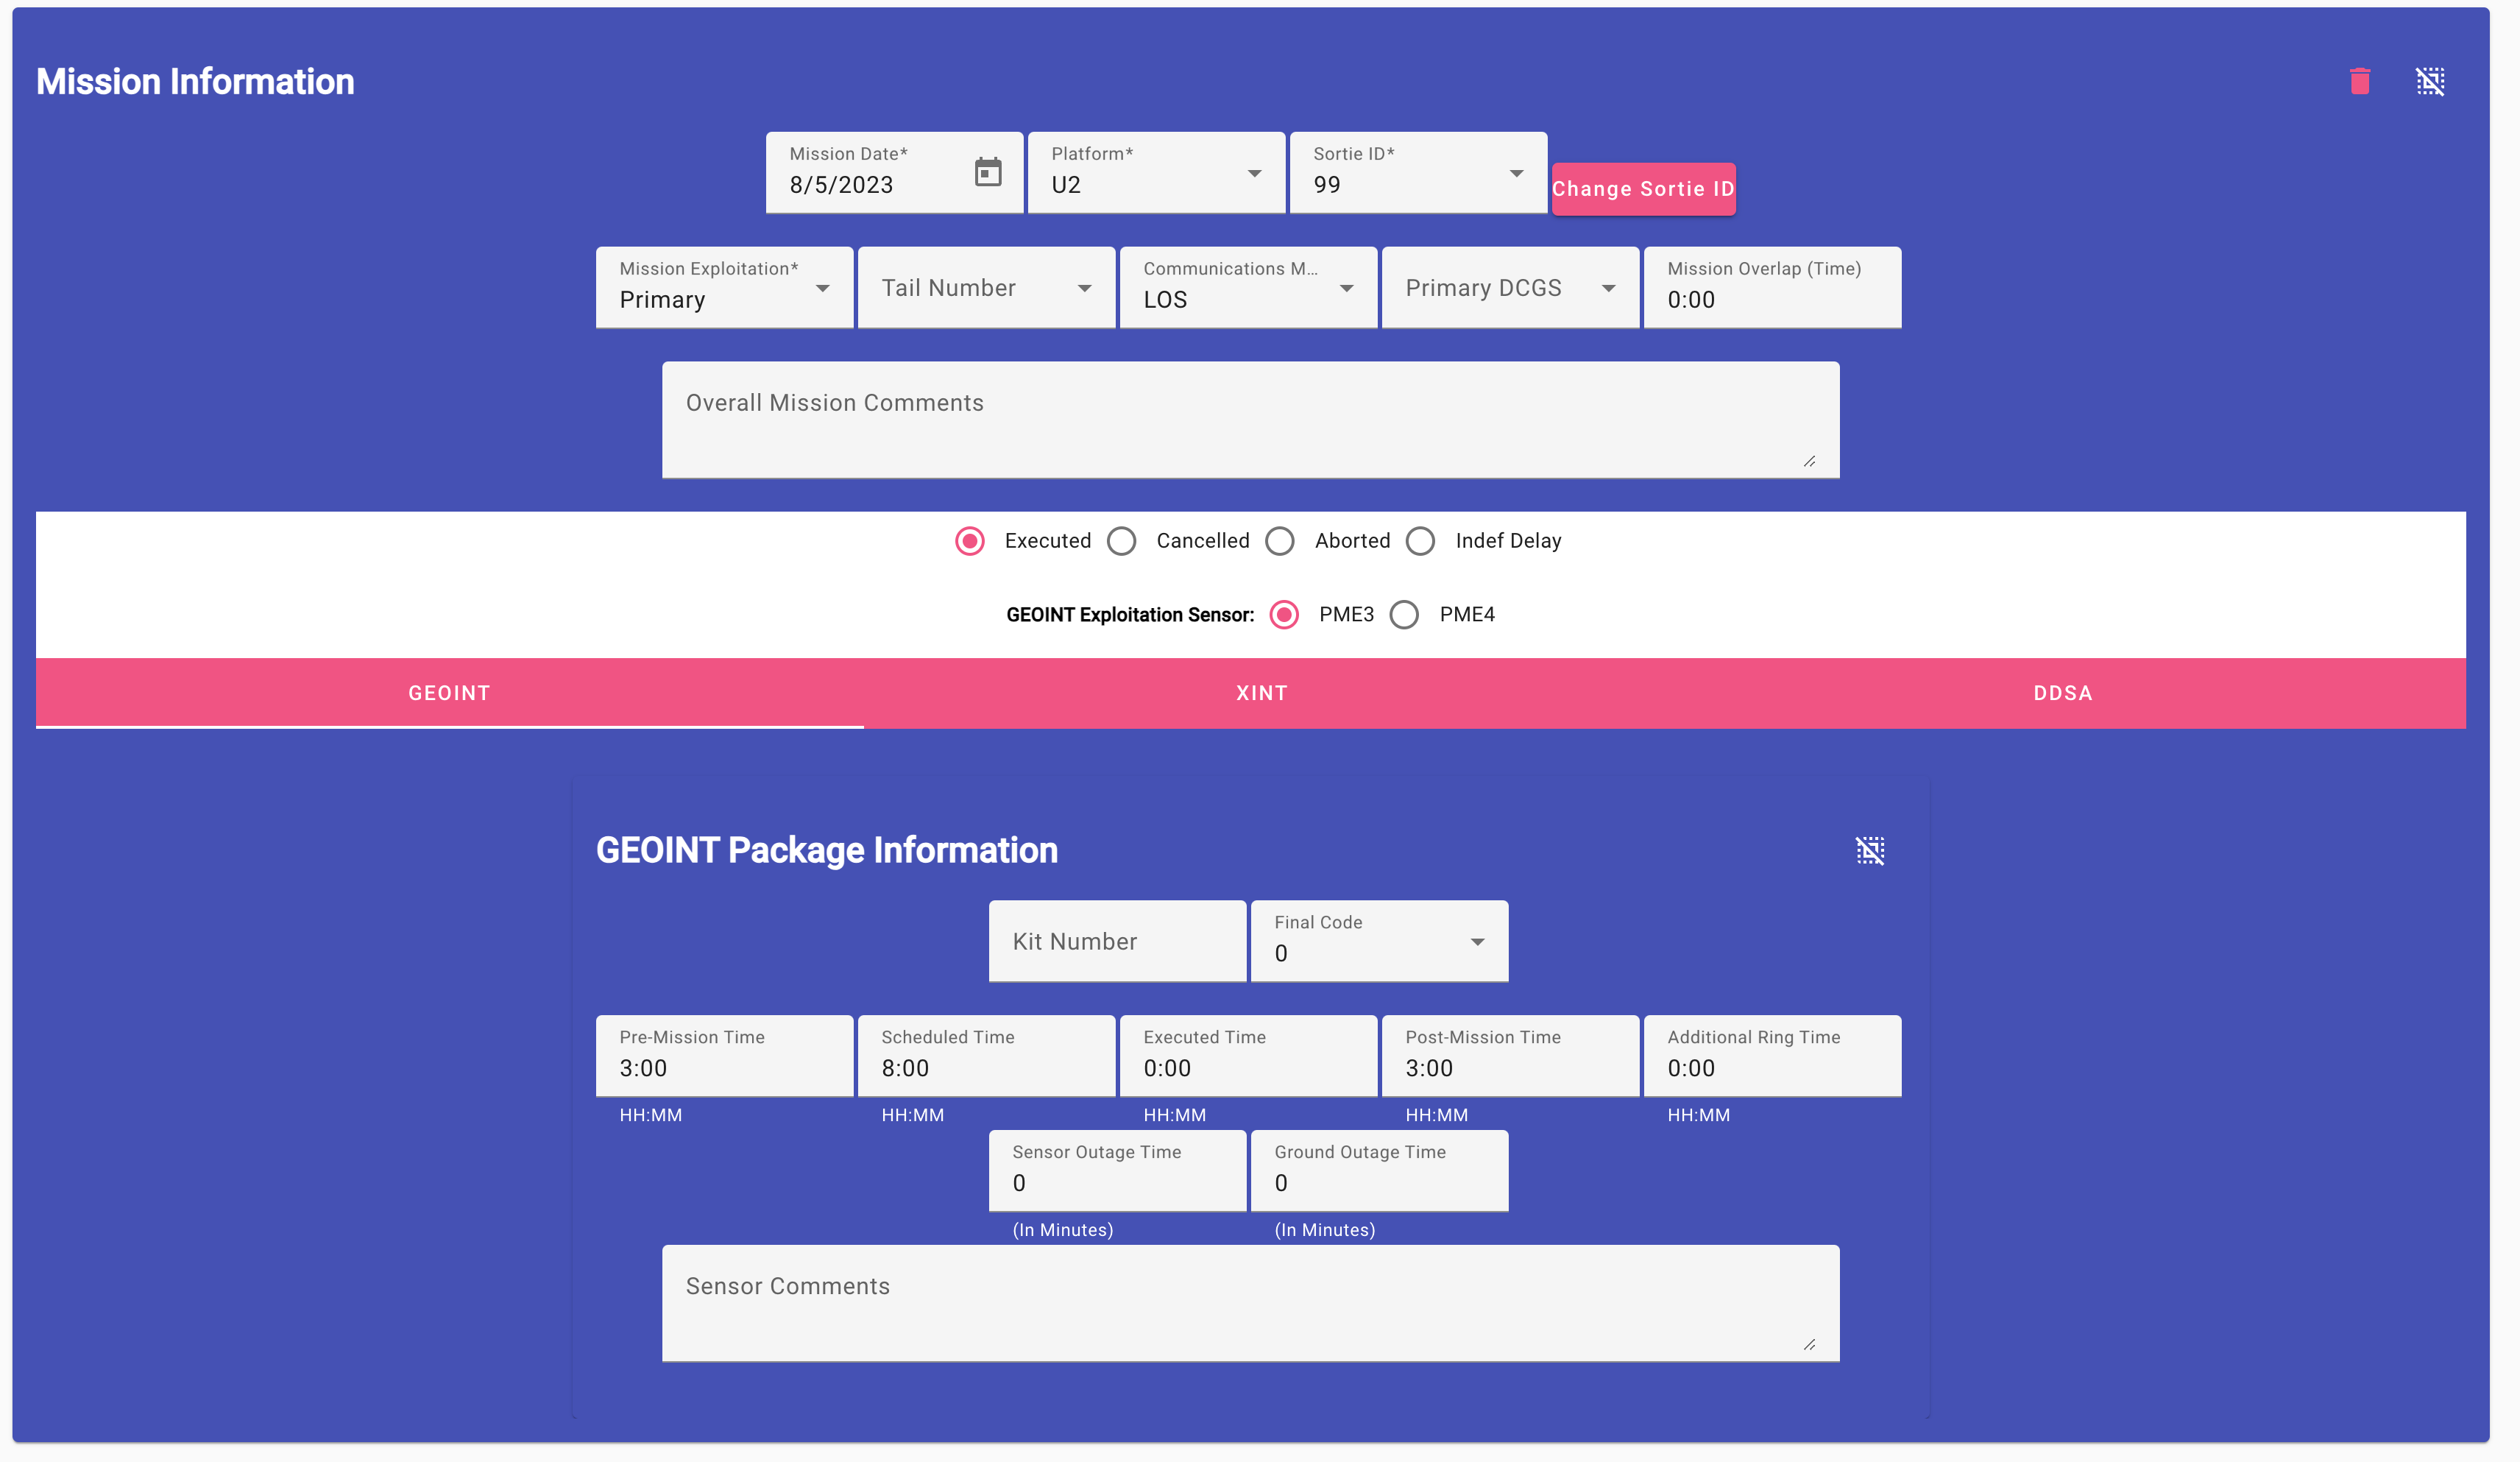 Mission Information
Mission Date* Platform* Sortie ID*
8/5/2023 U2 99 Change Sortie ID
Mission Exploitation* Communications M... Mission Overlap (Time)
Primary Tail Number LOS Primary DCGS 0:00
Overall Mission Comments
Executed Cancelled Aborted Indef Delay
GEOINT Exploitation Sensor: PME3 PME4
GEOINT XINT DDSA
GEOINT Package Information
Kit Number Final Code
0
Pre-Mission Time Scheduled Time Executed Time Post-Mission Time Additional Ring Time
3:00 8:00 0:00 3:00 0:00
HH:MM HH:MM HH:MM HH:MM HH:MM
Sensor Outage Time Ground Outage Time
0 0
(In Minutes) (In Minutes)
Sensor Comments